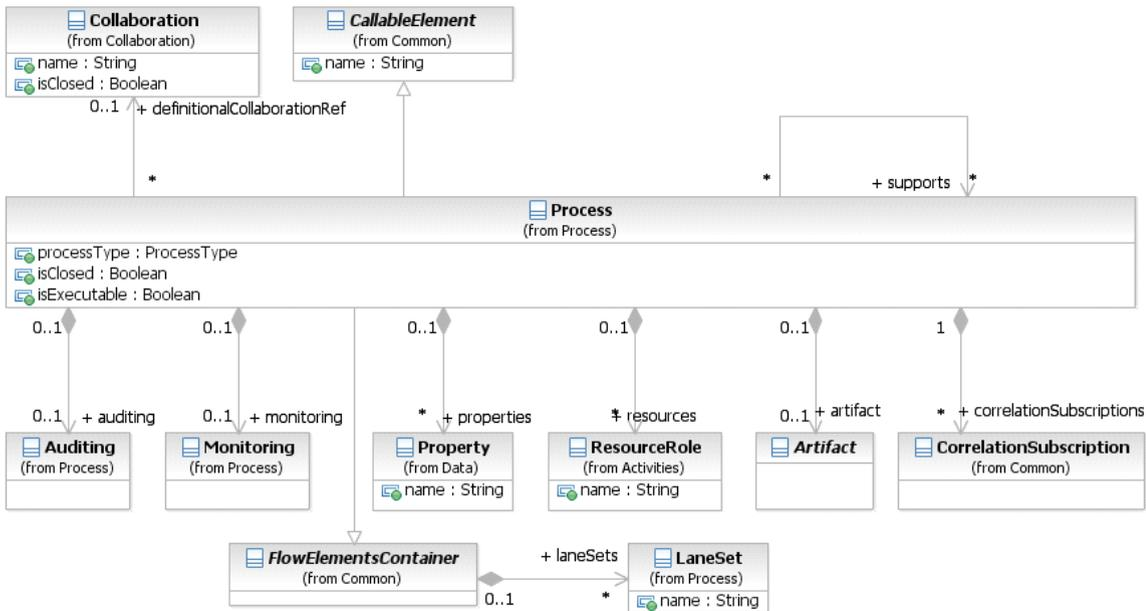 Collaboration
(from Collaboration)
name : String
isClosed : Boolean
CallableElement
(from Common)
name : String
0..1
+ definitionalCollaborationRef
*
*
+ supports
*
Process
(from Process)
processType : ProcessType
isClosed : Boolean
isExecutable : Boolean
0..1
0..1
0..1
0..1
0..1
1
0..1
+ auditing
0..1
+ monitoring
*
+ properties
*
+ resources
0..1
+ artifact
*
+ correlationSubscriptions
Auditing
(from Process)
Monitoring
(from Process)
Property
(from Data)
name : String
ResourceRole
(from Activities)
name : String
Artifact
CorrelationSubscription
(from Common)
FlowElementsContainer
(from Common)
0..1
+ laneSets
*
LaneSet
(from Process)
name : String